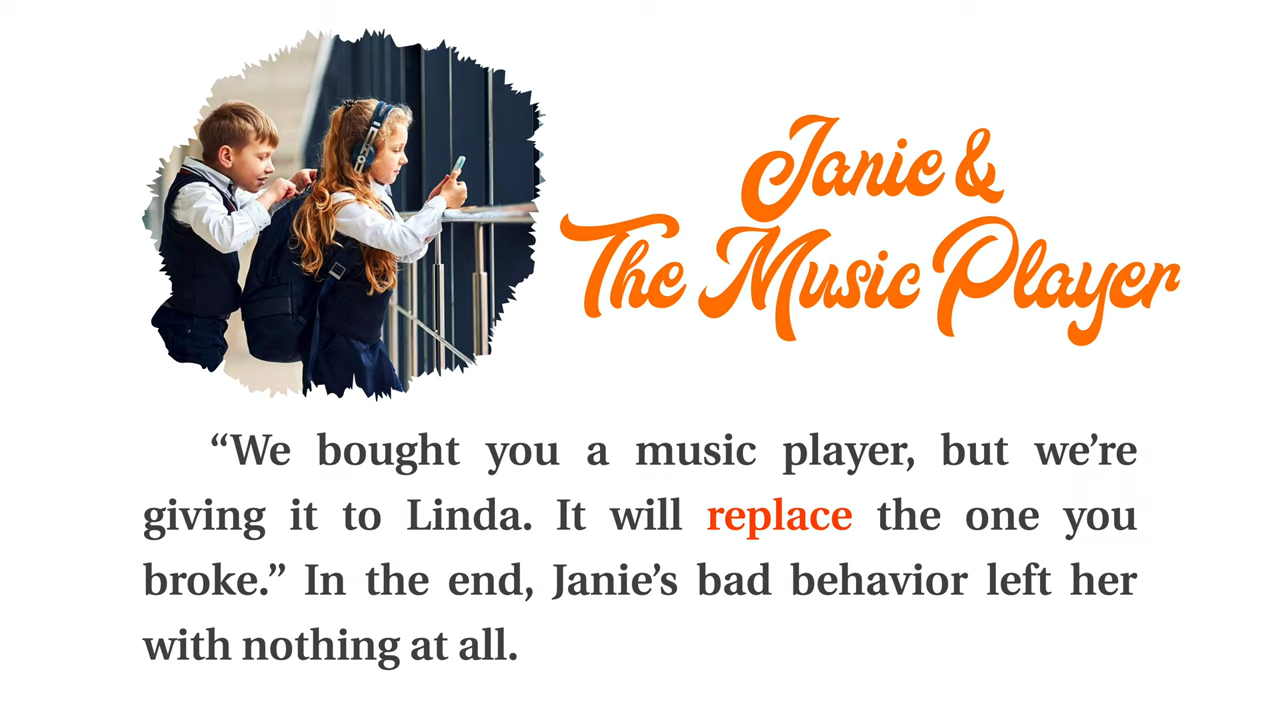 Janie &
The Music Player
“We bought you a music player, but we’re
giving it to Linda. It will replace the one you
broke.” In the end, Janie’s bad behavior left her
with nothing at all.